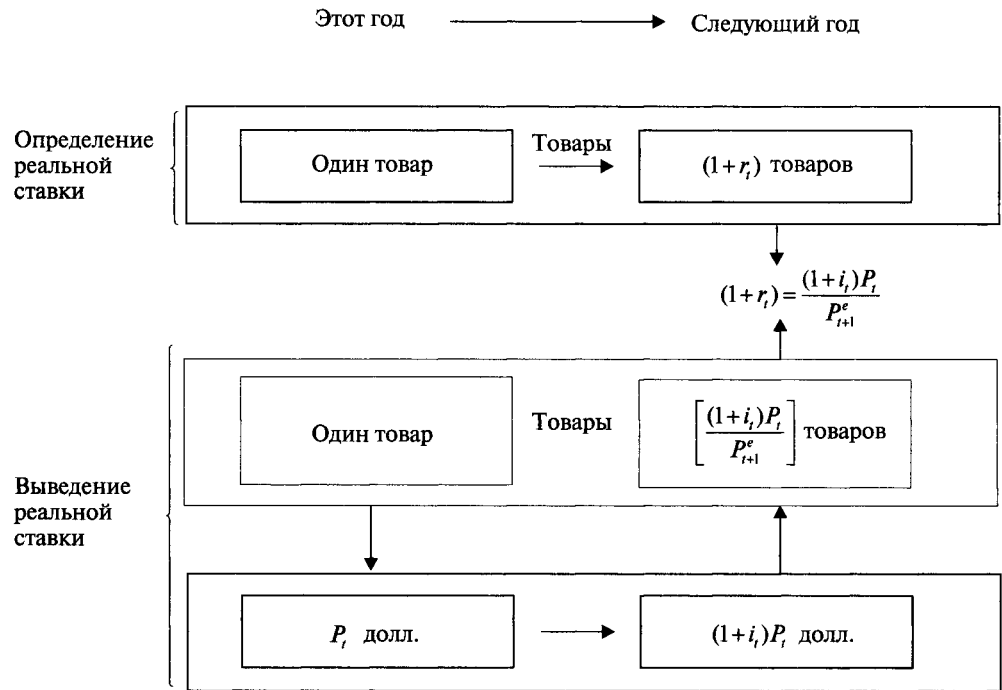 Этот год Следующий год
Определение
реальной
ставки
Один товар
Товары
(1+r_t) товаров
(1+r_t) = \frac{(1+i_t)P_t}{P^e_{t+1}}
Выведение
реальной
ставки
Один товар
Товары
[\frac{(1+i_t)P_t}{P^e_{t+1}}] товаров
P_t долл.
(1+i_t)P_t долл.